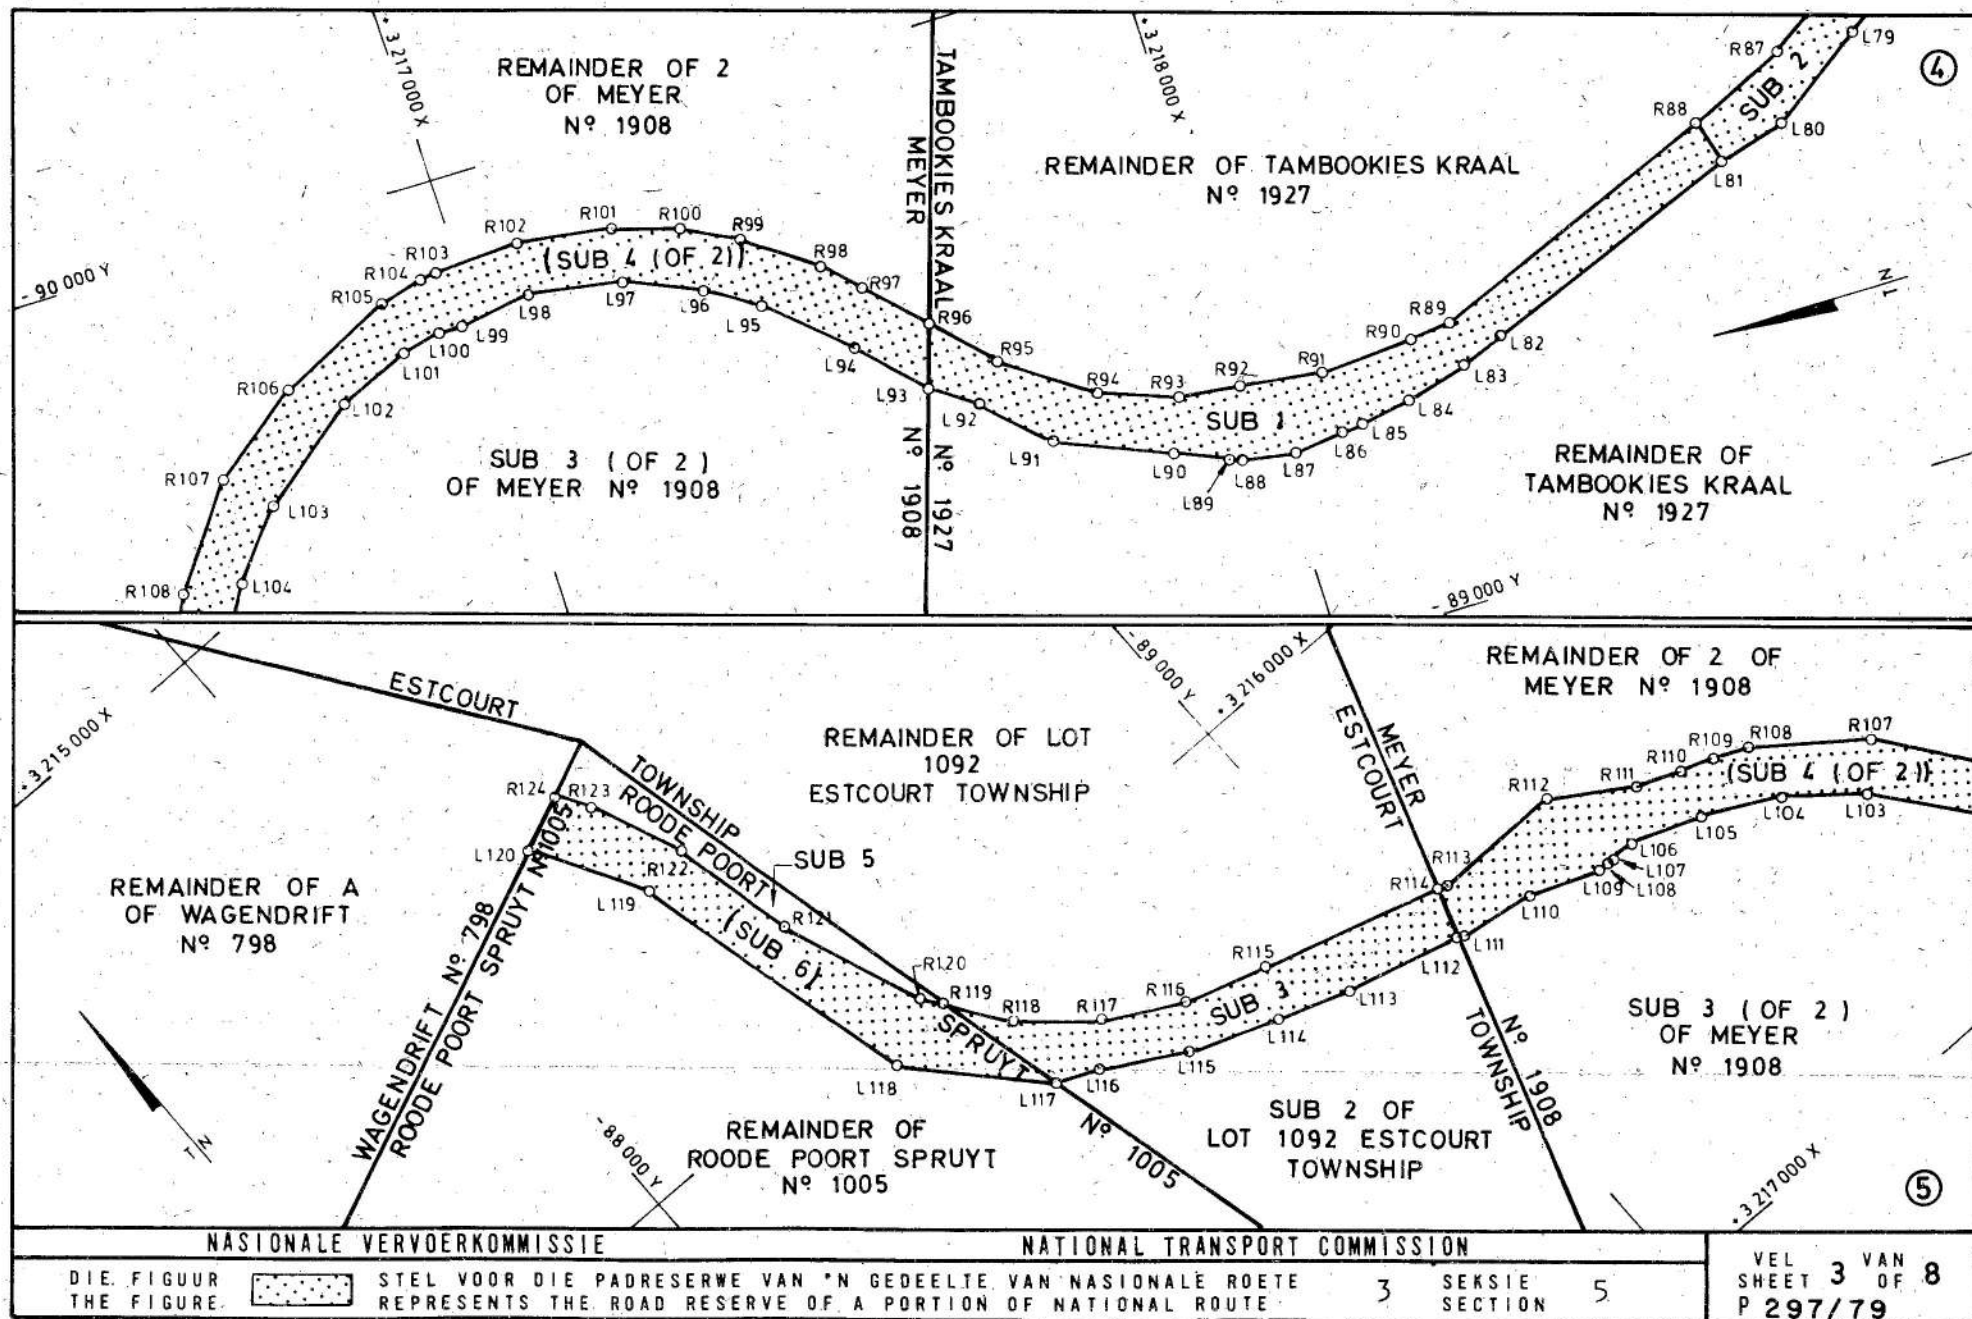 + 3 217 000 X
REMAINDER OF 2
OF MEYER
Nº 1908
TAMBOOKIES KRAAL Nº 1927
MEYER Nº 1908
+ 3 218 000 X
REMAINDER OF TAMBOOKIES KRAAL
Nº 1927
R87
SUB 2
L79
④
R88
L80
L81
- 90 000 Y
R108
R107
R106
R105
R104
R103
R102
R101
R100
R99
R98
R97
R96
R95
R94
R93
R92
R91
R90
R89
(SUB 4 (OF 2))
L104
L103
L102
L101
L100
L99
L98
L97
L96
L95
L94
L93
L92
L91
L90
L89
L88
L87
L86
L85
L84
L83
L82
SUB 1
SUB 3 (OF 2)
OF MEYER Nº 1908
REMAINDER OF
TAMBOOKIES KRAAL
Nº 1927
N
T
- 89 000 Y
+ 3 215 000 X
ESTCOURT TOWNSHIP
ROODE POORT SPRUYT Nº 1005
REMAINDER OF LOT
1092
ESTCOURT TOWNSHIP
- 89 000 Y
+ 3 216 000 X
MEYER Nº 1908
ESTCOURT TOWNSHIP
REMAINDER OF 2 OF
MEYER Nº 1908
R124
R123
R122
R121
R120
R119
R118
R117
R116
R115
R114
R113
R112
R111
R110
R109
R108
R107
SUB 5
(SUB 6)
SUB 3
(SUB 4 (OF 2))
L120
L119
L118
L117
L116
L115
L114
L113
L112
L111
L110
L109
L108
L107
L106
L105
L104
L103
REMAINDER OF A
OF WAGENDRIFT
Nº 798
WAGENDRIFT Nº 798
ROODE POORT SPRUYT Nº 1005
T N
- 88 000 Y
REMAINDER OF
ROODE POORT SPRUYT
Nº 1005
SUB 2 OF
LOT 1092 ESTCOURT
TOWNSHIP
SUB 3 (OF 2)
OF MEYER
Nº 1908
+ 3 217 000 X
⑤
NASIONALE VERVOERKOMMISSIE NATIONAL TRANSPORT COMMISSION
DIE FIGUUR STEL VOOR DIE PADRESERWE VAN 'N GEDEELTE VAN NASIONALE ROETE 3 SEKSIE 5
THE FIGURE REPRESENTS THE ROAD RESERVE OF A PORTION OF NATIONAL ROUTE SECTION
VEL 3 VAN 8
SHEET OF
P 297/79